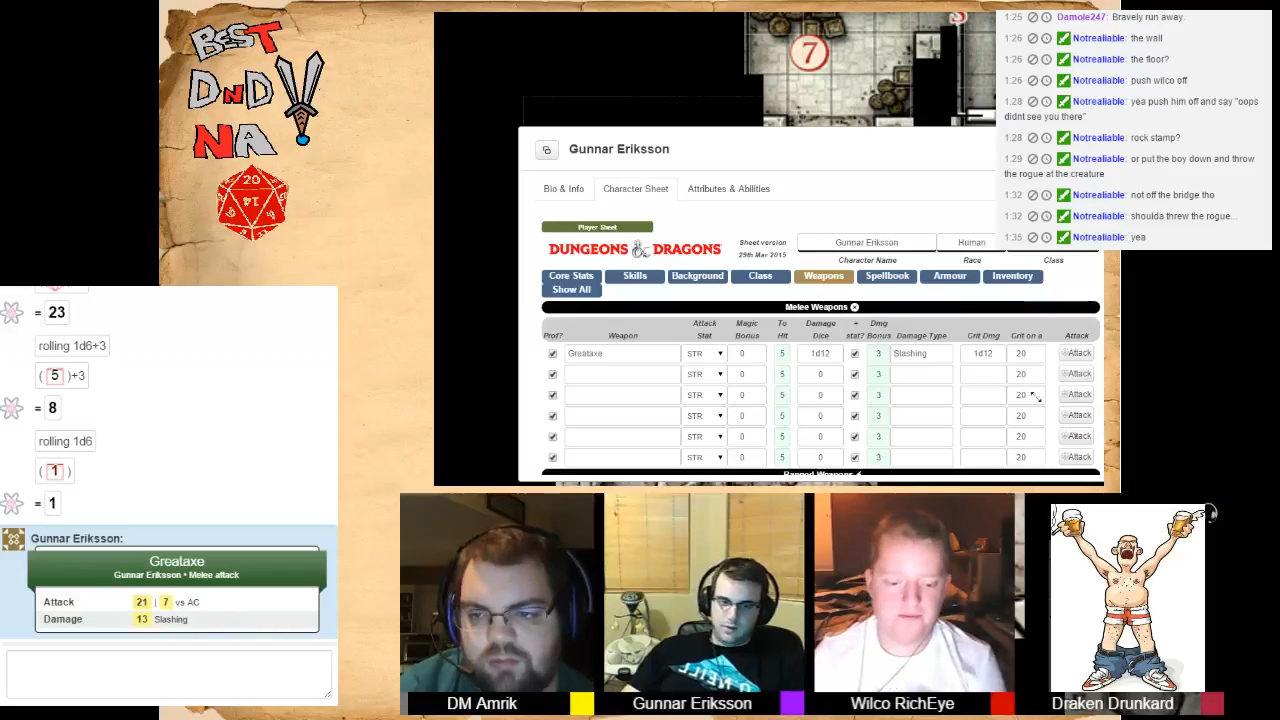 BEST
DnD
NA
20
14
7
1:25 Damole247: Bravely run away.
1:26 Notrealiable: the wall
1:26 Notrealiable: the floor?
1:26 Notrealiable: push wilco off
1:28 Notrealiable: yea push him off and say "oops
didnt see you there"
1:28 Notrealiable: rock stamp?
1:29 Notrealiable: or put the boy down and throw
the rogue at the creature
1:32 Notrealiable: not off the bridge tho
1:32 Notrealiable: shoulda threw the rogue...
1:35 Notrealiable: yea
Gunnar Eriksson
Bio & Info Character Sheet Attributes & Abilities
Player Sheet
DUNGEONS & DRAGONS
Sheet version
29th Mar 2015
Gunnar Eriksson Human
Character Name Race Class
Core Stats Skills Background Class Weapons Spellbook Armour Inventory
Show All
Melee Weapons
Prof? Weapon Attack Stat Magic Bonus To Hit Damage Dice + stat? Dmg Bonus Damage Type Crit Dmg Crit on a Attack
Greataxe STR 0 5 1d12 3 Slashing 1d12 20 Attack
STR 0 5 0 3 20 Attack
STR 0 5 0 3 20 Attack
STR 0 5 0 3 20 Attack
STR 0 5 0 3 20 Attack
STR 0 5 0 3 20 Attack
Ranged Weapons
= 23
rolling 1d6+3
( 5 )+3
= 8
rolling 1d6
( 1 )
= 1
Gunnar Eriksson:
Greataxe
Gunnar Eriksson • Melee attack
Attack 21 | 7 vs AC
Damage 13 Slashing
DM Amrik
Gunnar Eriksson
Wilco RichEye
Draken Drunkard